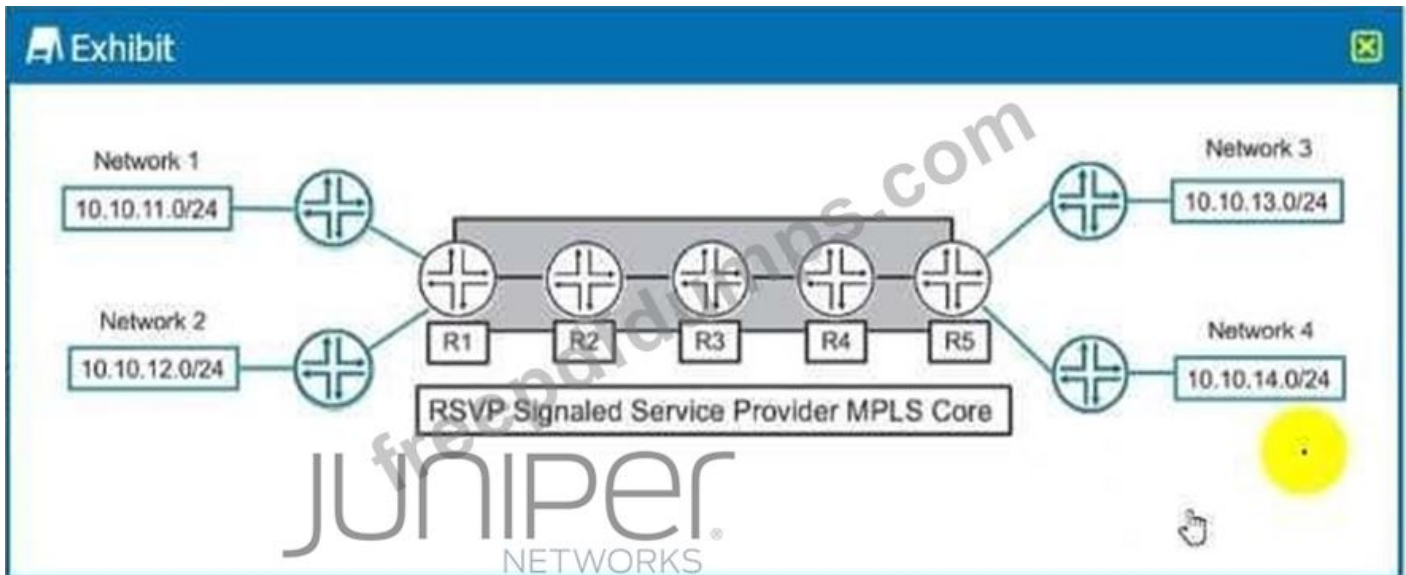 Exhibit
Network 1
10.10.11.0/24
Network 2
10.10.12.0/24
Network 3
10.10.13.0/24
Network 4
10.10.14.0/24
R1 R2 R3 R4 R5
RSVP Signaled Service Provider MPLS Core
freepdfdumps.com
JUNIPER
NETWORKS